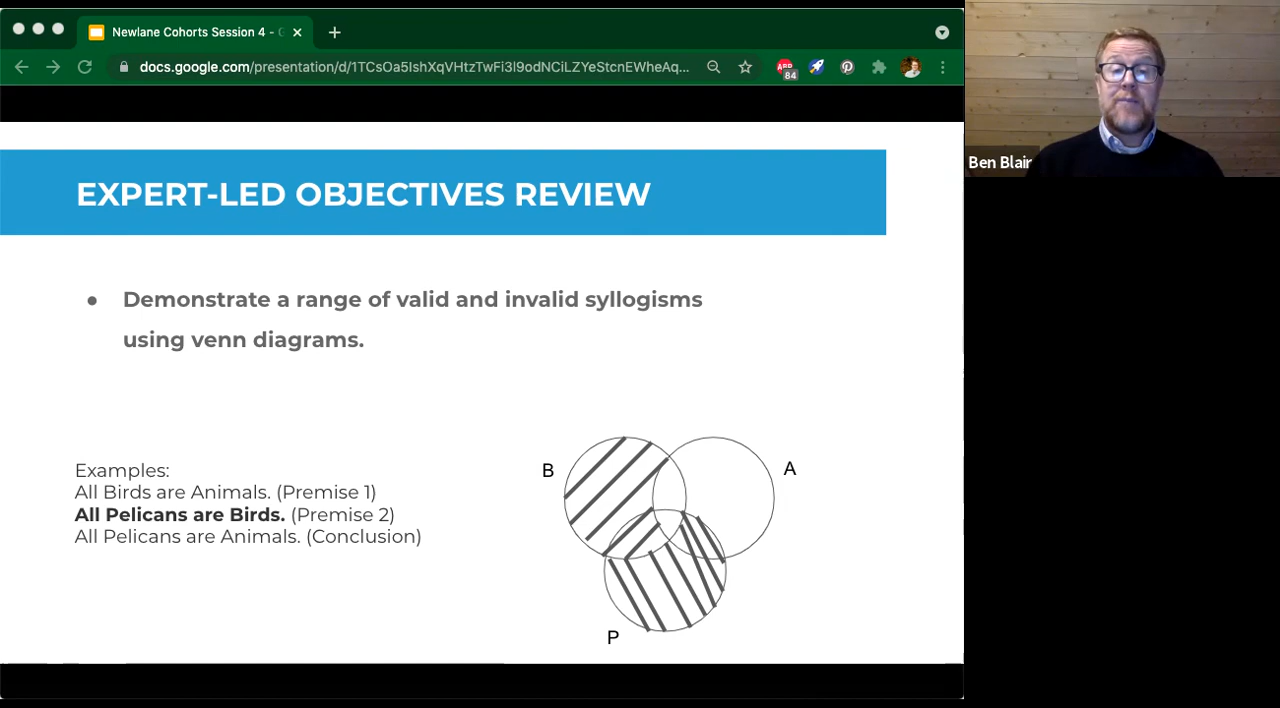 Newlane Cohorts Session 4 - G
docs.google.com/presentation/d/1TCsOa5IshXqVHtzTwFi3l9odNCiLZYeStcnEWheAq...
84
EXPERT-LED OBJECTIVES REVIEW
● Demonstrate a range of valid and invalid syllogisms
using venn diagrams.
Examples:
All Birds are Animals. (Premise 1)
All Pelicans are Birds. (Premise 2)
All Pelicans are Animals. (Conclusion)
B
A
P
Ben Blair